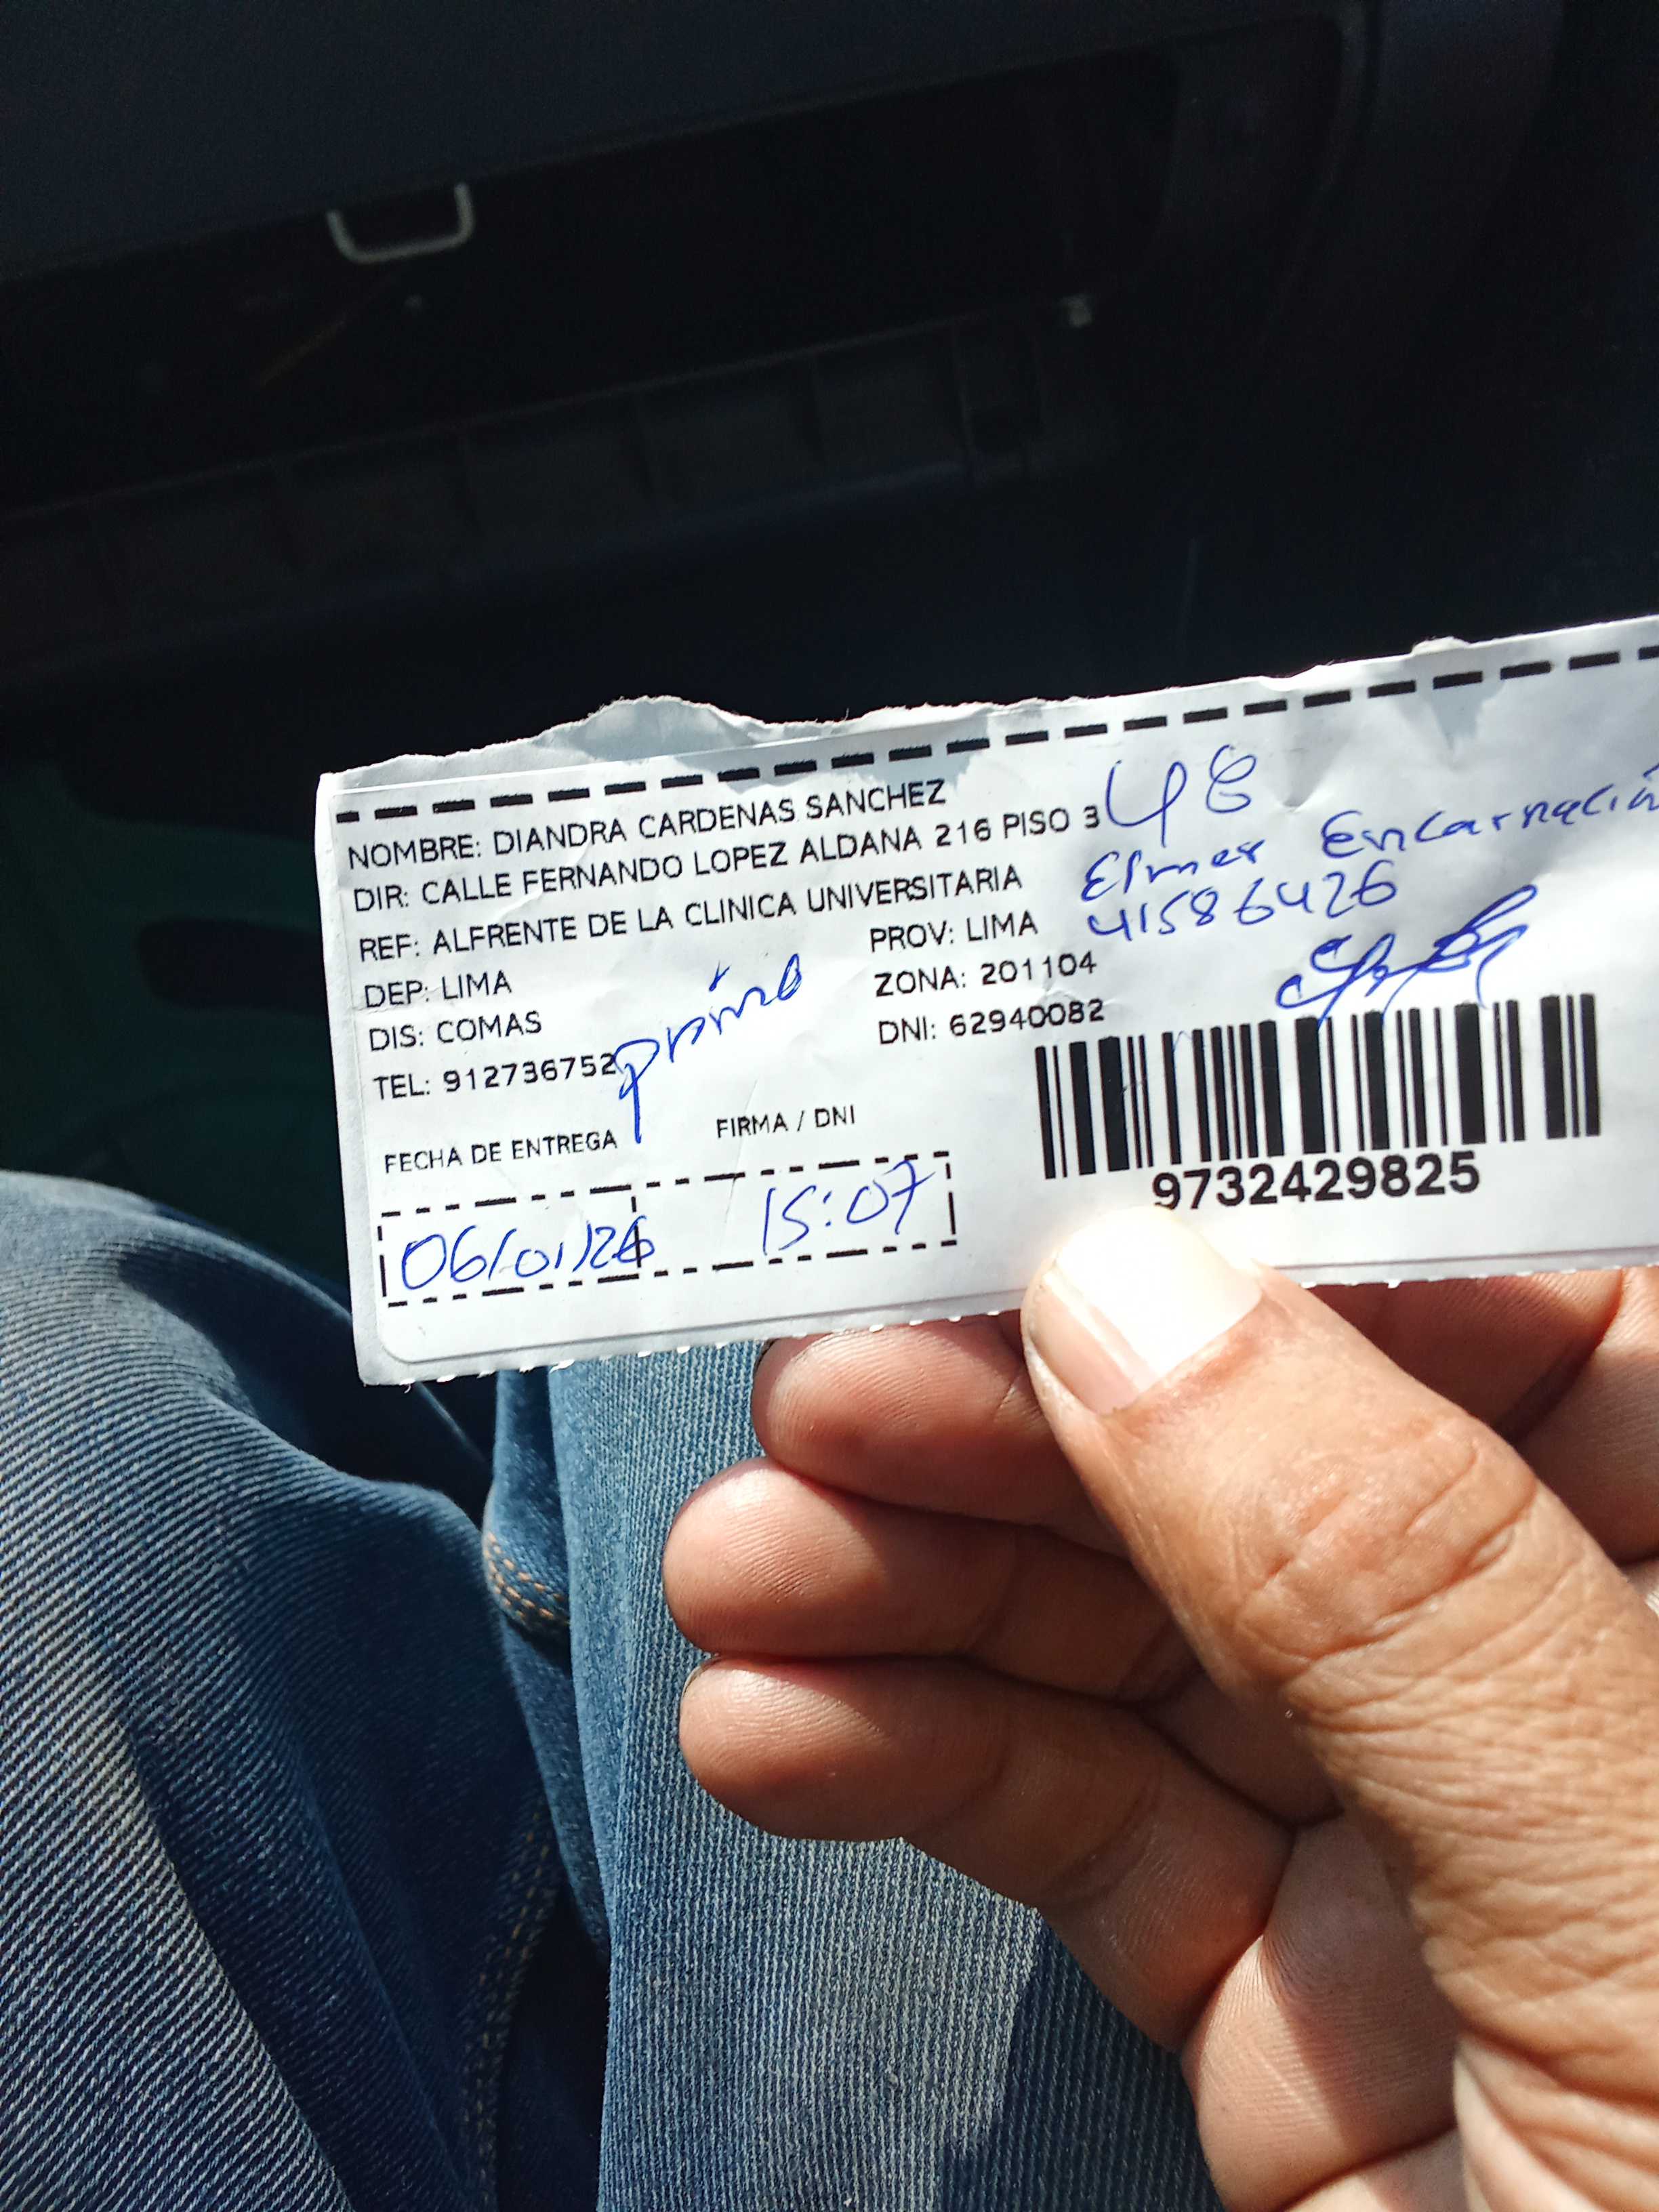 NOMBRE: DIANDRA CARDENAS SANCHEZ
DIR: CALLE FERNANDO LOPEZ ALDANA 216 PISO 3
REF: ALFRENTE DE LA CLINICA UNIVERSITARIA
DEP: LIMA
PROV: LIMA
DIS: COMAS
ZONA: 201104
TEL: 912736752
DNI: 62940082
primo
48
Elmer Encarnación
41586426
FECHA DE ENTREGA
FIRMA / DNI
06/01/26
15:07
9732429825